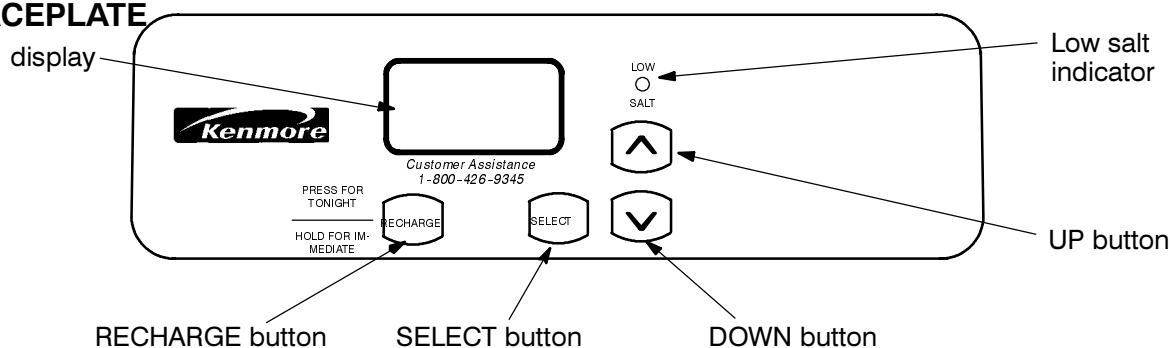 ACEPLATE
display
Low salt
indicator
LOW
SALT
Kenmore
Customer Assistance
1-800-426-9345
PRESS FOR
TONIGHT
HOLD FOR IM-
MEDIATE
RECHARGE
SELECT
UP button
RECHARGE button
SELECT button
DOWN button